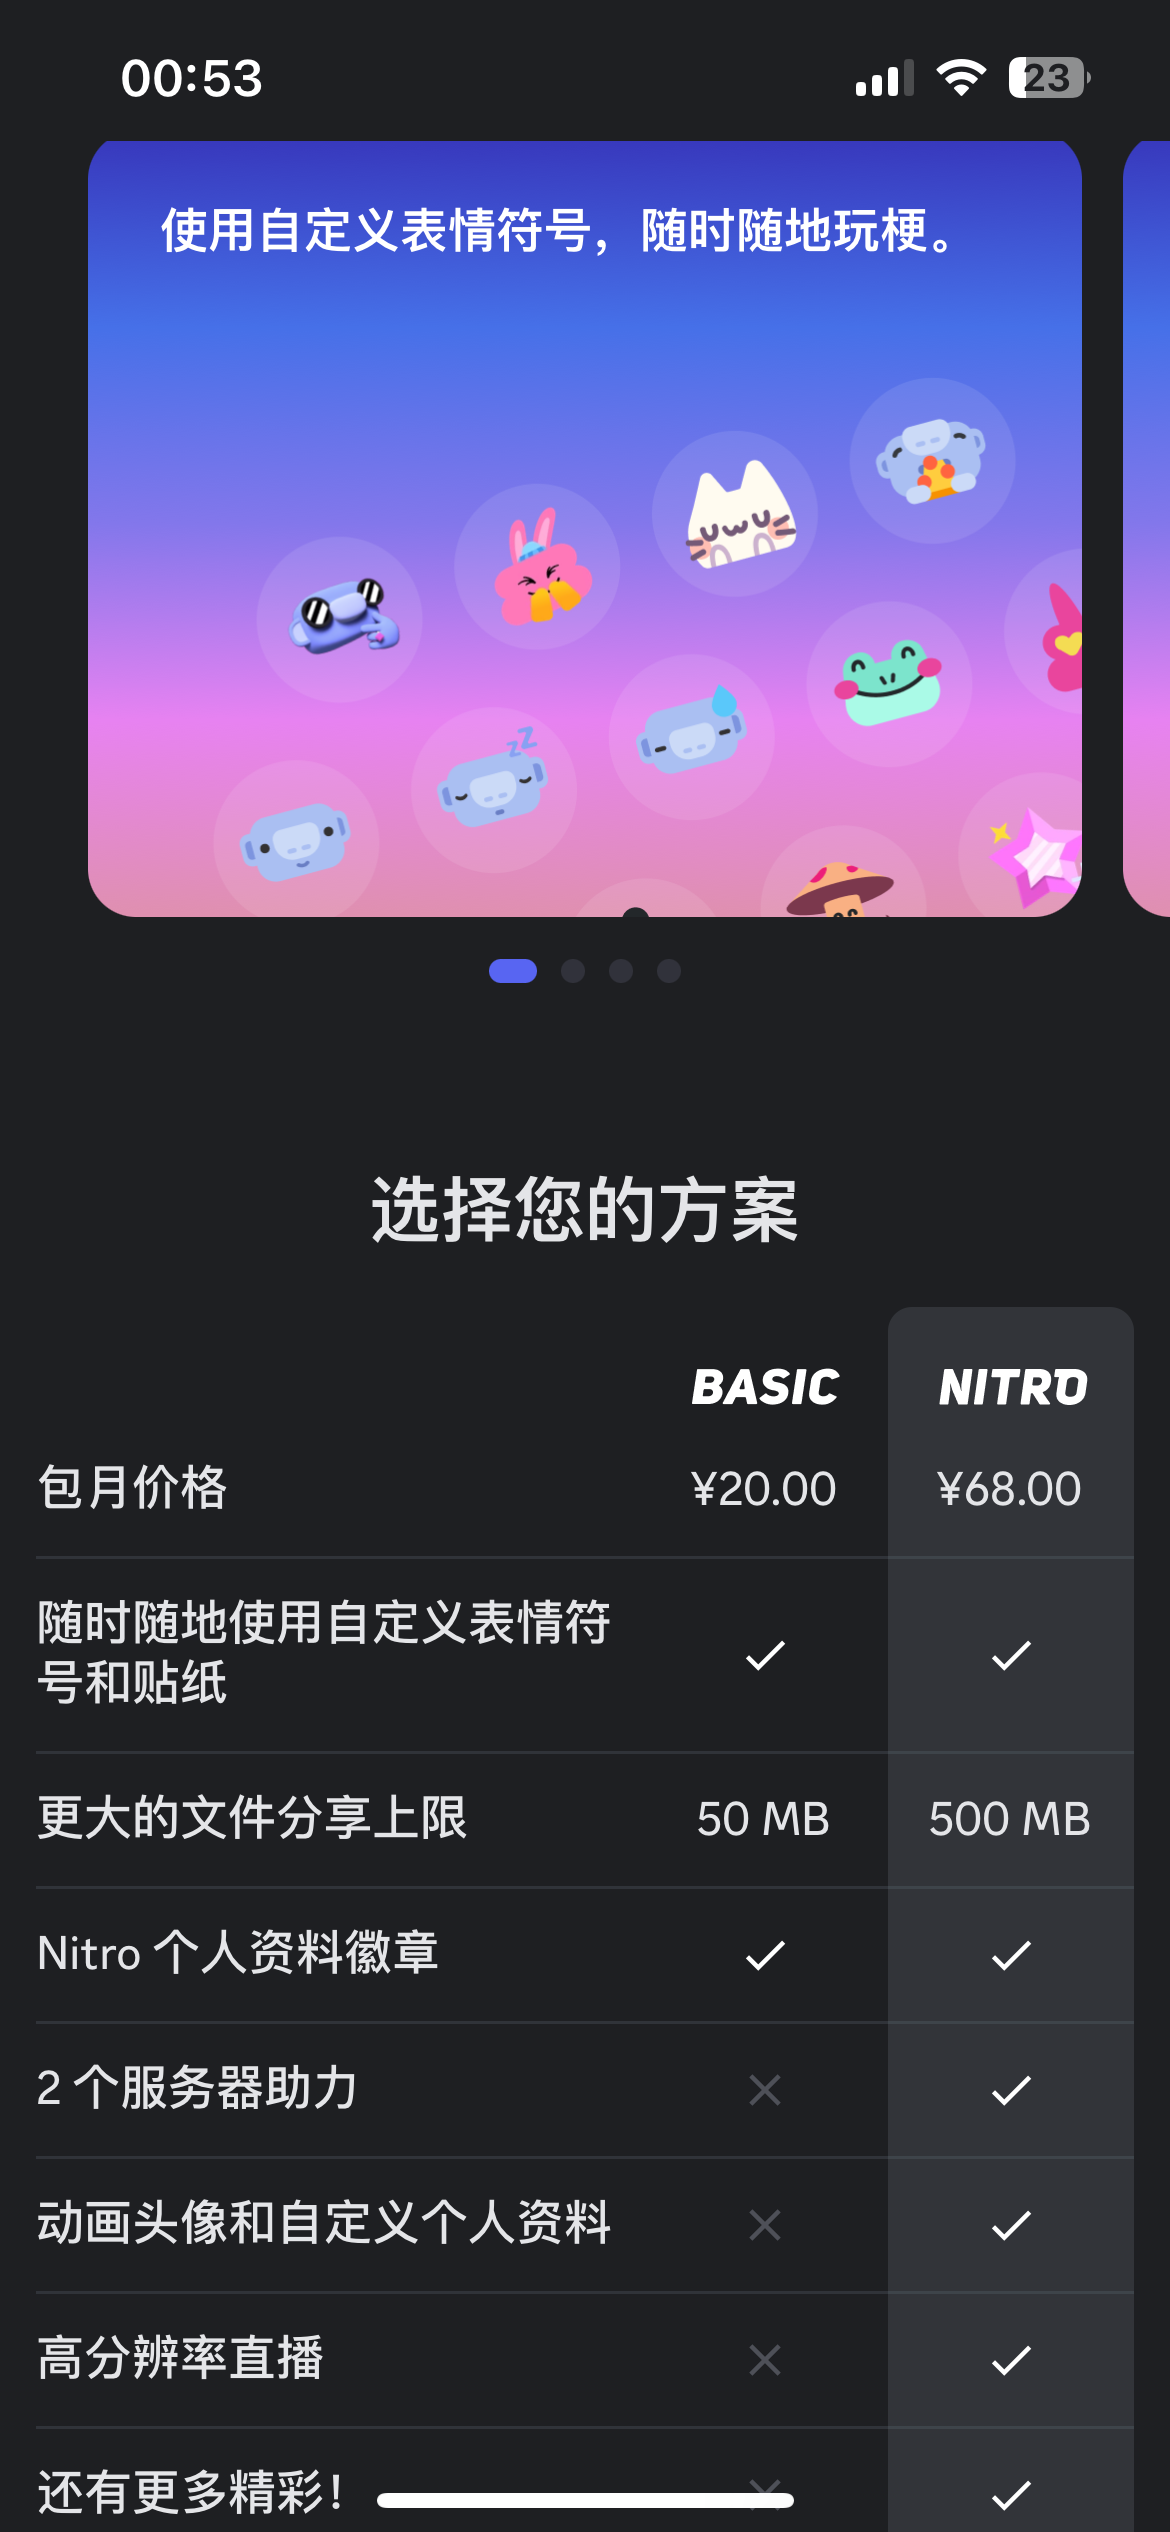 00:53
23
使用自定义表情符号，随时随地玩梗。
选择您的方案
BASIC NITRO
包月价格 ¥20.00 ¥68.00
随时随地使用自定义表情符
号和贴纸
更大的文件分享上限 50 MB 500 MB
Nitro 个人资料徽章
2 个服务器助力
动画头像和自定义个人资料
高分辨率直播
还有更多精彩！